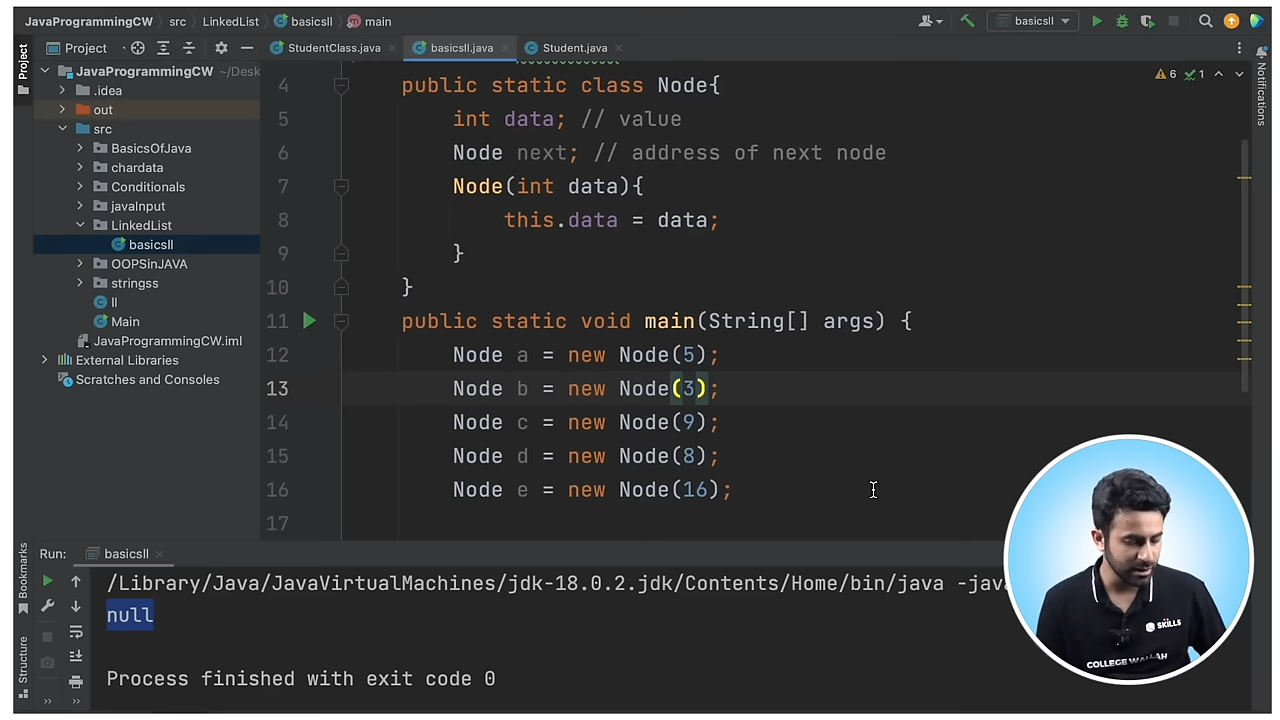 JavaProgrammingCW src LinkedList basicsll main basicsll
Project StudentClass.java basicsll.java Student.java
Project
JavaProgrammingCW ~/Desk
.idea
out
src
BasicsOfJava
chardata
Conditionals
javaInput
LinkedList
basicsll
OOPSinJAVA
stringss
ll
Main
JavaProgrammingCW.iml
External Libraries
Scratches and Consoles
6 1
Notifications
4 public static class Node{
5 int data; // value
6 Node next; // address of next node
7 Node(int data){
8 this.data = data;
9 }
10 }
11 public static void main(String[] args) {
12 Node a = new Node(5);
13 Node b = new Node(3);
14 Node c = new Node(9);
15 Node d = new Node(8);
16 Node e = new Node(16);
17
Bookmarks
Structure
Run: basicsll
/Library/Java/JavaVirtualMachines/jdk-18.0.2.jdk/Contents/Home/bin/java -java
null
Process finished with exit code 0
SKILLS
COLLEGE WALLAH